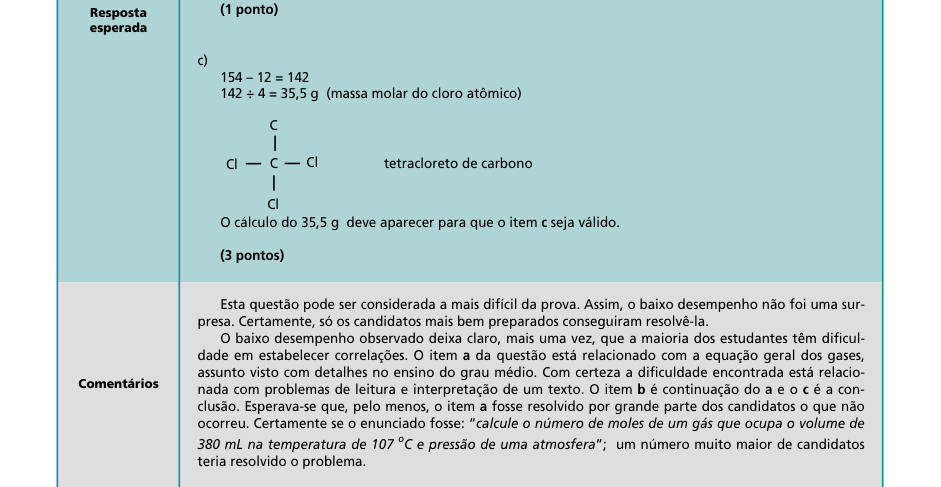 Resposta
esperada
(1 ponto)
c)
154 – 12 = 142
142 ÷ 4 = 35,5 g  (massa molar do cloro atômico)
C
|
Cl — C — Cl
tetracloreto de carbono
|
Cl
O cálculo do 35,5 g  deve aparecer para que o item c seja válido.
(3 pontos)
Comentários
Esta questão pode ser considerada a mais difícil da prova. Assim, o baixo desempenho não foi uma sur-
presa. Certamente, só os candidatos mais bem preparados conseguiram resolvê-la.
O baixo desempenho observado deixa claro, mais uma vez, que a maioria dos estudantes têm dificul-
dade em estabelecer correlações. O item a da questão está relacionado com a equação geral dos gases,
assunto visto com detalhes no ensino do grau médio. Com certeza a dificuldade encontrada está relacio-
nada com problemas de leitura e interpretação de um texto. O item b é continuação do a e o c é a con-
clusão. Esperava-se que, pelo menos, o item a fosse resolvido por grande parte dos candidatos o que não
ocorreu. Certamente se o enunciado fosse: "calcule o número de moles de um gás que ocupa o volume de
380 mL na temperatura de 107 °C e pressão de uma atmosfera";  um número muito maior de candidatos
teria resolvido o problema.